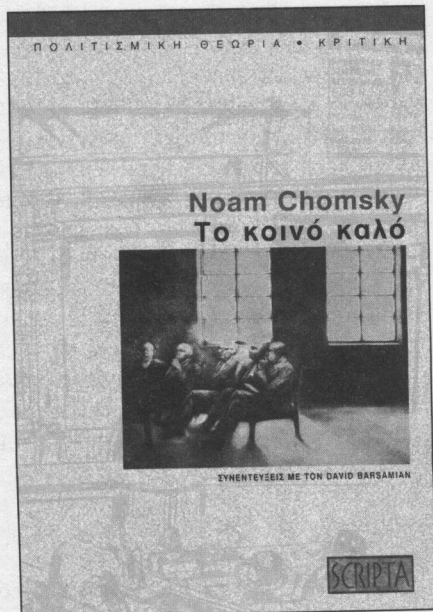 ΠΟΛΙΤΙΣΜΙΚΗ ΘΕΩΡΙΑ • ΚΡΙΤΙΚΗ
Noam Chomsky
Το κοινό καλό
ΣΥΝΕΝΤΕΥΞΕΙΣ ΜΕ ΤΟΝ DAVID BARSAMIAN
SCRIPTA